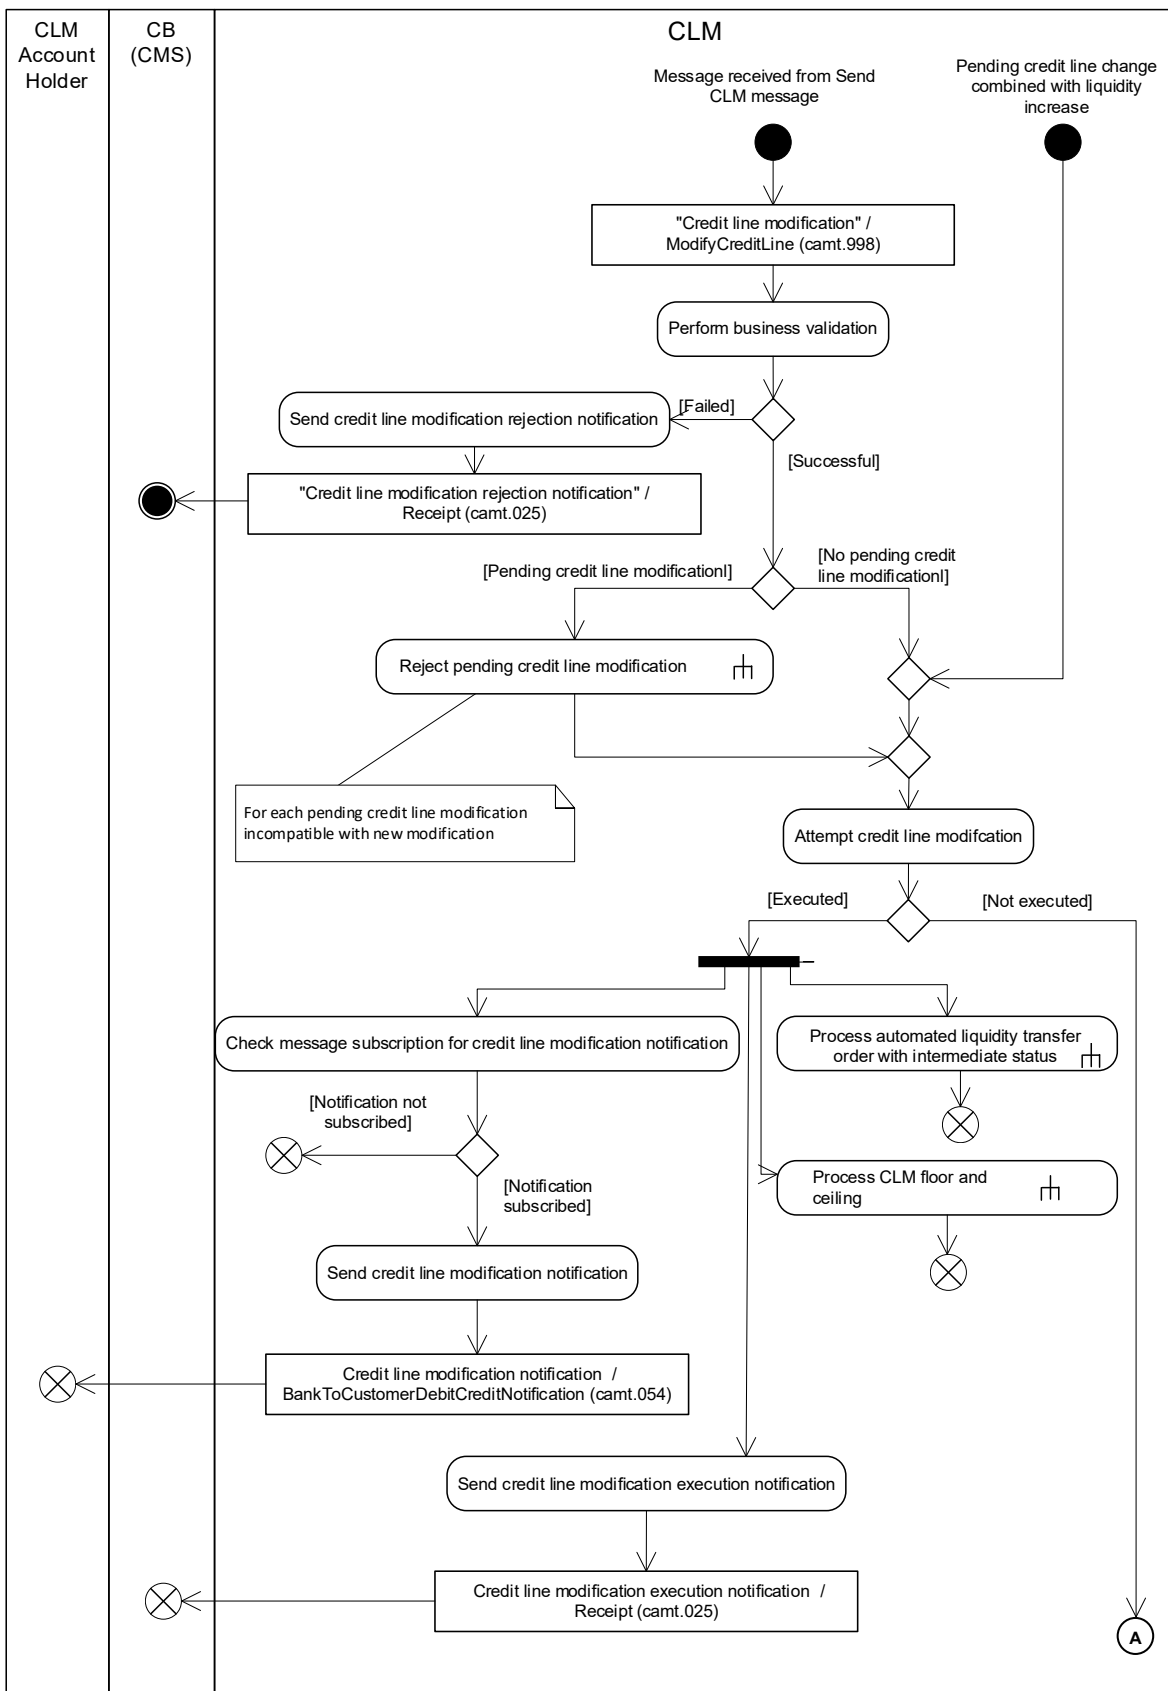 CLM
Account
Holder
CB
(CMS)
CLM
Message received from Send
CLM message
Pending credit line change
combined with liquidity
increase
"Credit line modification" /
ModifyCreditLine (camt.998)
Perform business validation
[Failed]
Send credit line modification rejection notification
[Successful]
"Credit line modification rejection notification" /
Receipt (camt.025)
[Pending credit line modificationl]
[No pending credit
line modificationl]
Reject pending credit line modification
For each pending credit line modification
incompatible with new modification
Attempt credit line modifcation
[Executed]
[Not executed]
Check message subscription for credit line modification notification
Process automated liquidity transfer
order with intermediate status
[Notification not
subscribed]
[Notification
subscribed]
Process CLM floor and
ceiling
Send credit line modification notification
Credit line modification notification /
BankToCustomerDebitCreditNotification (camt.054)
Send credit line modification execution notification
Credit line modification execution notification /
Receipt (camt.025)
A